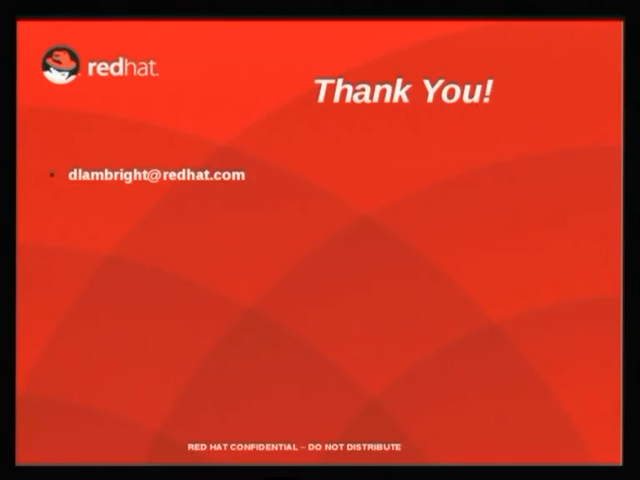 redhat.
Thank You!
• dlambright@redhat.com
RED HAT CONFIDENTIAL – DO NOT DISTRIBUTE